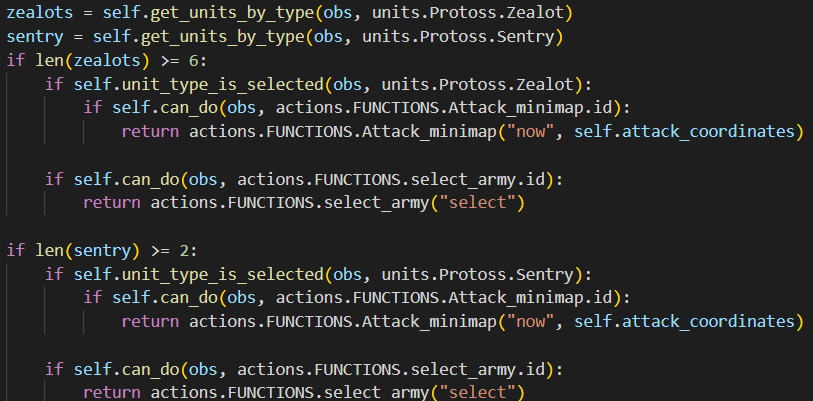 zealots = self.get_units_by_type(obs, units.Protoss.Zealot)
sentry = self.get_units_by_type(obs, units.Protoss.Sentry)
if len(zealots) >= 6:
    if self.unit_type_is_selected(obs, units.Protoss.Zealot):
        if self.can_do(obs, actions.FUNCTIONS.Attack_minimap.id):
            return actions.FUNCTIONS.Attack_minimap("now", self.attack_coordinates)

    if self.can_do(obs, actions.FUNCTIONS.select_army.id):
        return actions.FUNCTIONS.select_army("select")

if len(sentry) >= 2:
    if self.unit_type_is_selected(obs, units.Protoss.Sentry):
        if self.can_do(obs, actions.FUNCTIONS.Attack_minimap.id):
            return actions.FUNCTIONS.Attack_minimap("now", self.attack_coordinates)

    if self.can_do(obs, actions.FUNCTIONS.select_army.id):
        return actions.FUNCTIONS.select_army("select")